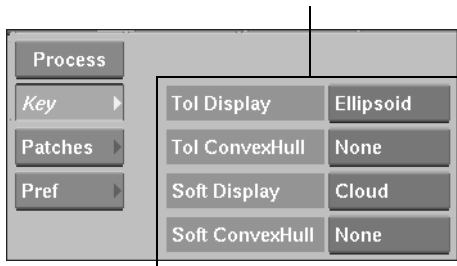 Process
Key
Tol Display Ellipsoid
Patches
Tol ConvexHull None
Pref
Soft Display Cloud
Soft ConvexHull None